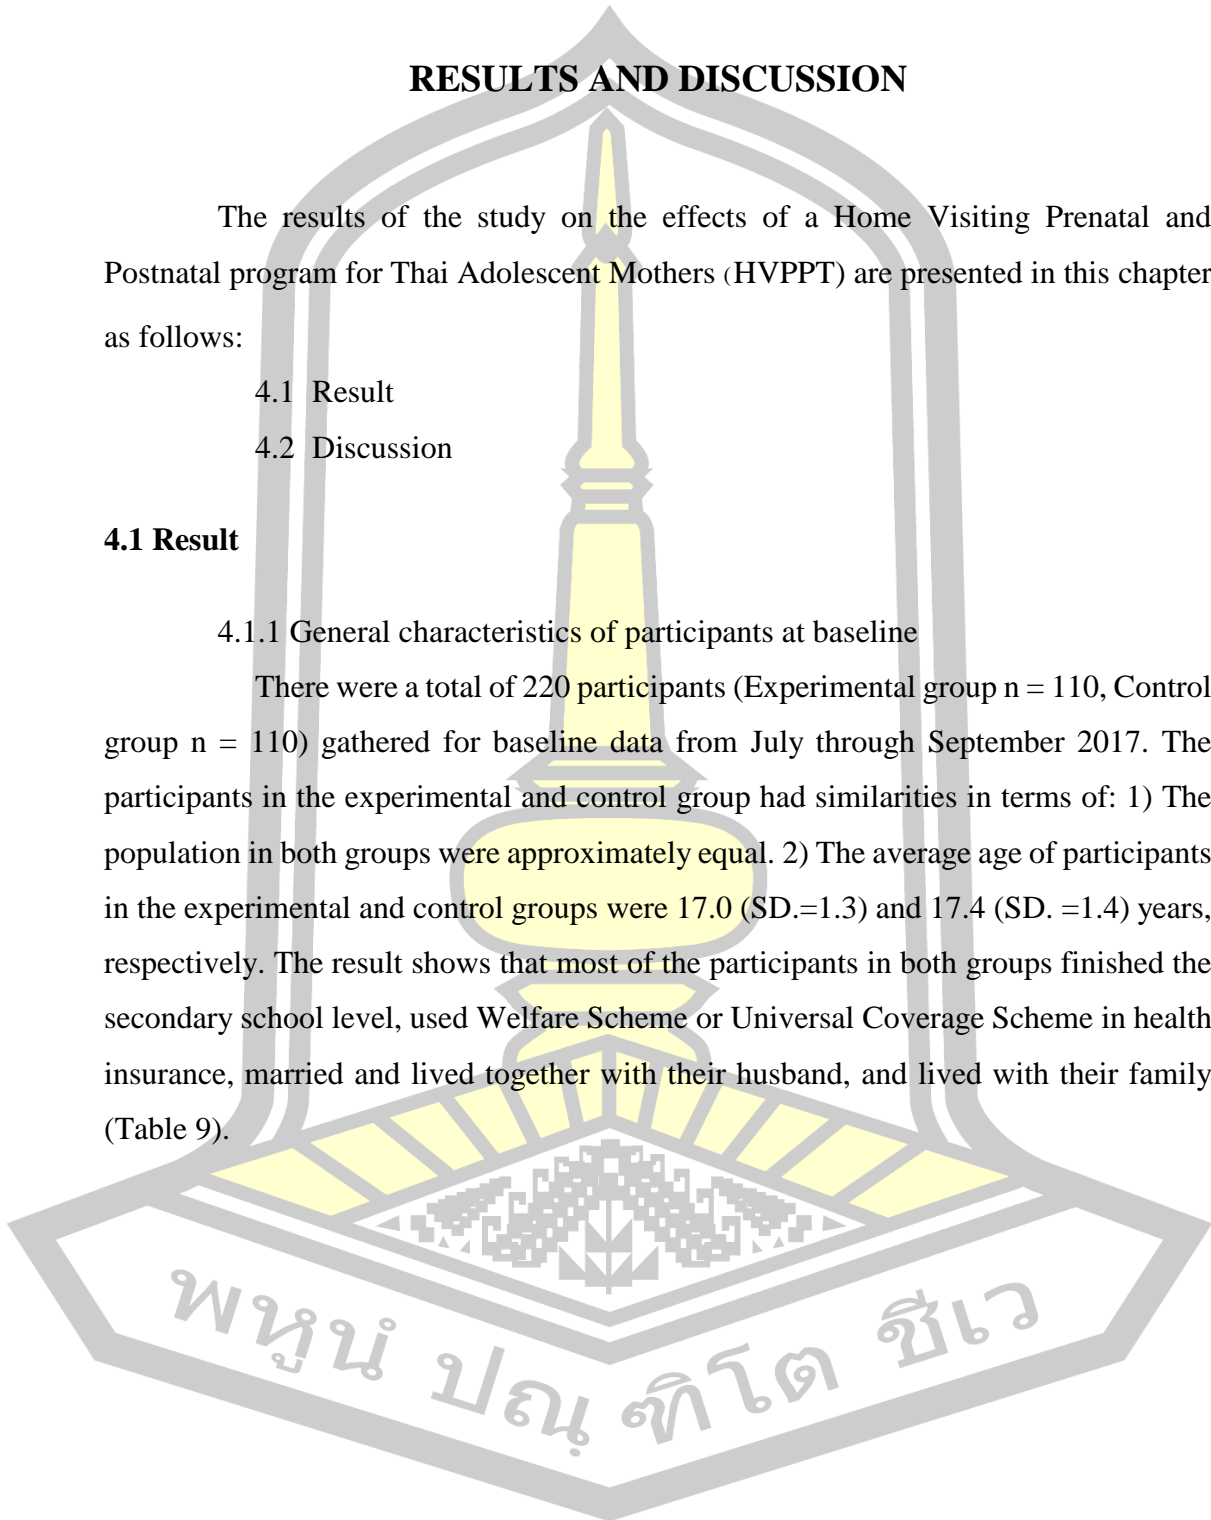 RESULTS AND DISCUSSION
The results of the study on the effects of a Home Visiting Prenatal and
Postnatal program for Thai Adolescent Mothers (HVPPT) are presented in this chapter
as follows:
4.1 Result
4.2 Discussion
4.1 Result
4.1.1 General characteristics of participants at baseline
There were a total of 220 participants (Experimental group n = 110, Control
group n = 110) gathered for baseline data from July through September 2017. The
participants in the experimental and control group had similarities in terms of: 1) The
population in both groups were approximately equal. 2) The average age of participants
in the experimental and control groups were 17.0 (SD.=1.3) and 17.4 (SD. =1.4) years,
respectively. The result shows that most of the participants in both groups finished the
secondary school level, used Welfare Scheme or Universal Coverage Scheme in health
insurance, married and lived together with their husband, and lived with their family
(Table 9).
พหูนํ ปณฺฑิโต ชีเว